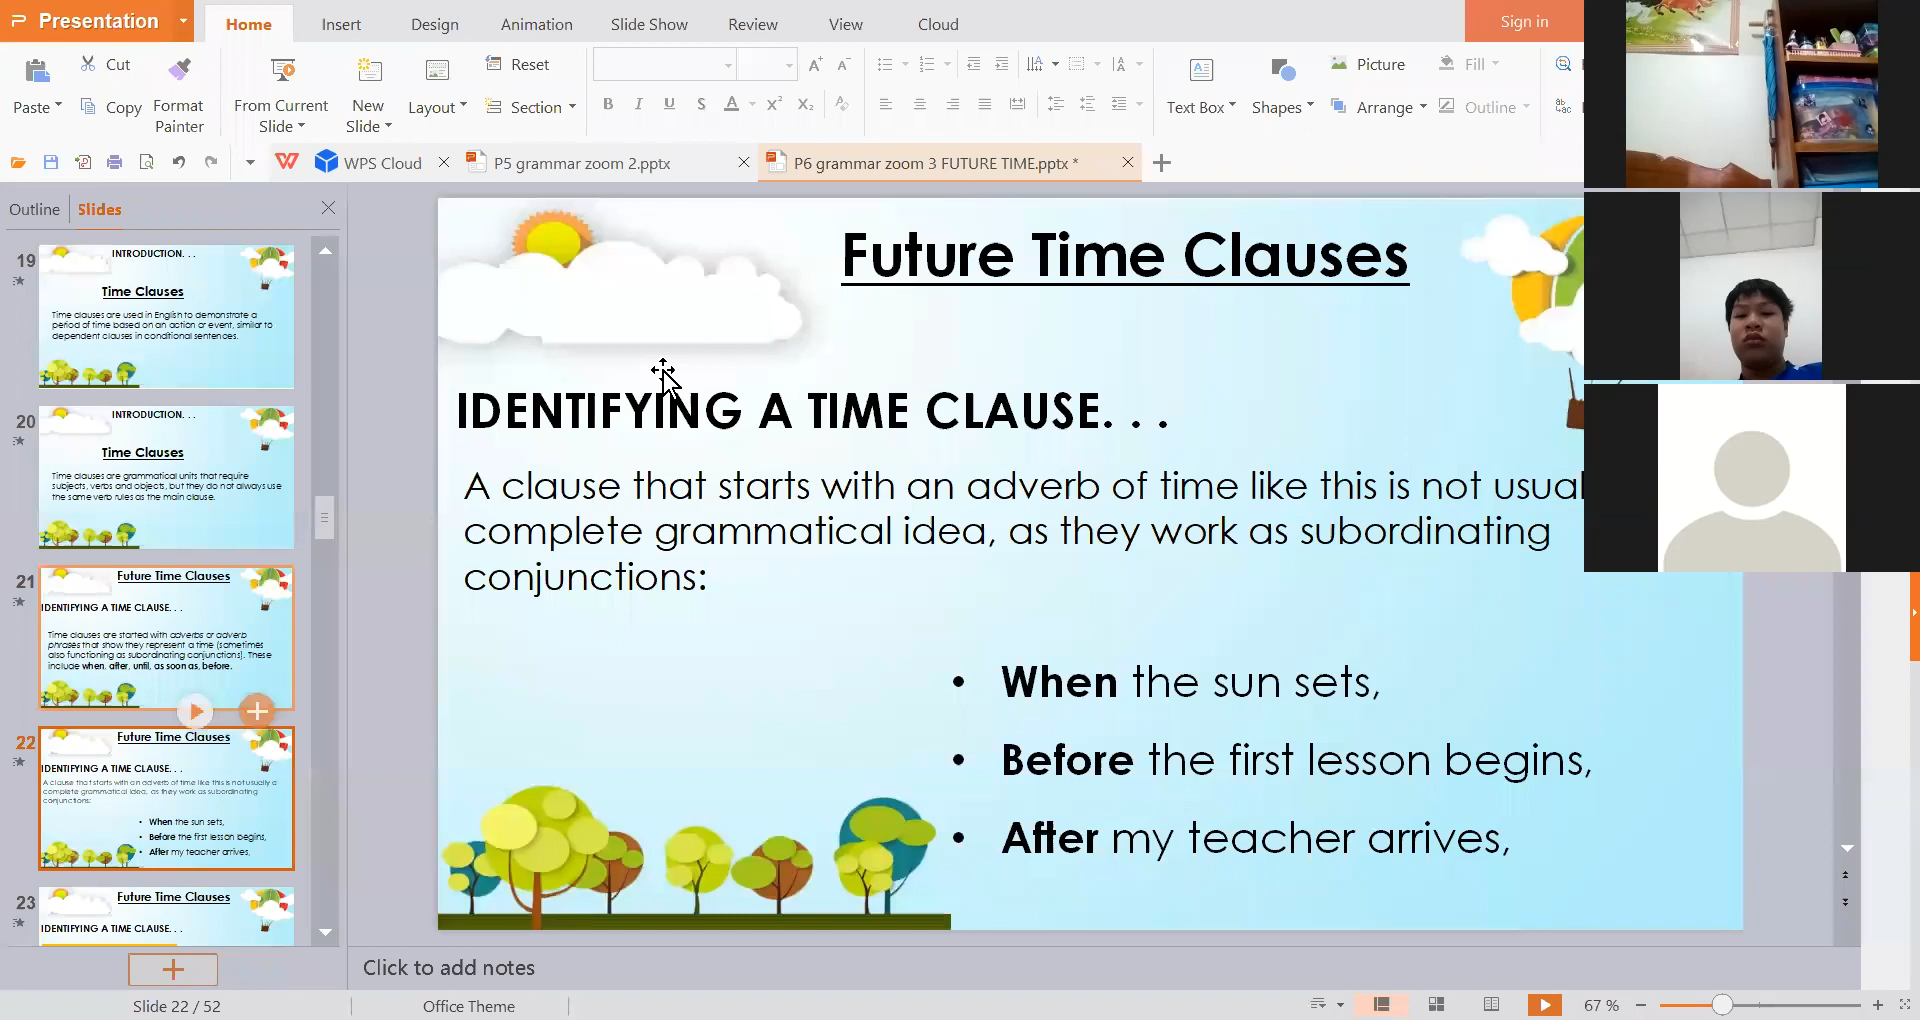 Presentation
Home
Insert
Design
Animation
Slide Show
Review
View
Cloud
Sign in
Paste
Cut
Copy
Format
Painter
From Current
Slide
New
Slide
Layout
Reset
Section
Text Box
Shapes
Picture
Arrange
Fill
Outline
WPS Cloud
P5 grammar zoom 2.pptx
P6 grammar zoom 3 FUTURE TIME.pptx *
Outline
Slides
19
INTRODUCTION. . .
Time Clauses
Time clauses are used in English to demonstrate a
period of time based on an action or event, similar to
dependent clauses in conditional sentences.
20
INTRODUCTION. . .
Time Clauses
Time clauses are grammatical units that require
subjects, verbs and objects, but they do not always use
the same verb rules as the main clause.
21
Future Time Clauses
IDENTIFYING A TIME CLAUSE. . .
Time clauses are started with adverbs or adverb
phrases that show they represent a time (sometimes
also functioning as subordinating conjunctions). These
include when, after, until, as soon as, before.
22
Future Time Clauses
IDENTIFYING A TIME CLAUSE. . .
A clause that starts with an adverb of time like this is not usually a
complete grammatical idea, as they work as subordinating
conjunctions:
• When the sun sets,
• Before the first lesson begins,
• After my teacher arrives,
23
Future Time Clauses
IDENTIFYING A TIME CLAUSE. . .
Future Time Clauses
IDENTIFYING A TIME CLAUSE. . .
A clause that starts with an adverb of time like this is not usual
complete grammatical idea, as they work as subordinating
conjunctions:
• When the sun sets,
• Before the first lesson begins,
• After my teacher arrives,
Click to add notes
Slide 22 / 52
Office Theme
67 %